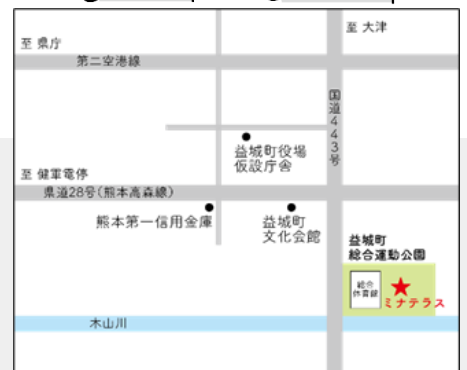 至 大津
至 県庁
第二空港線
国道443号
益城町役場
仮設庁舎
至 健軍電停
県道28号(熊本高森線)
熊本第一信用金庫
益城町
文化会館
益城町
総合運動公園
総合
体育館
ミナテラス
木山川